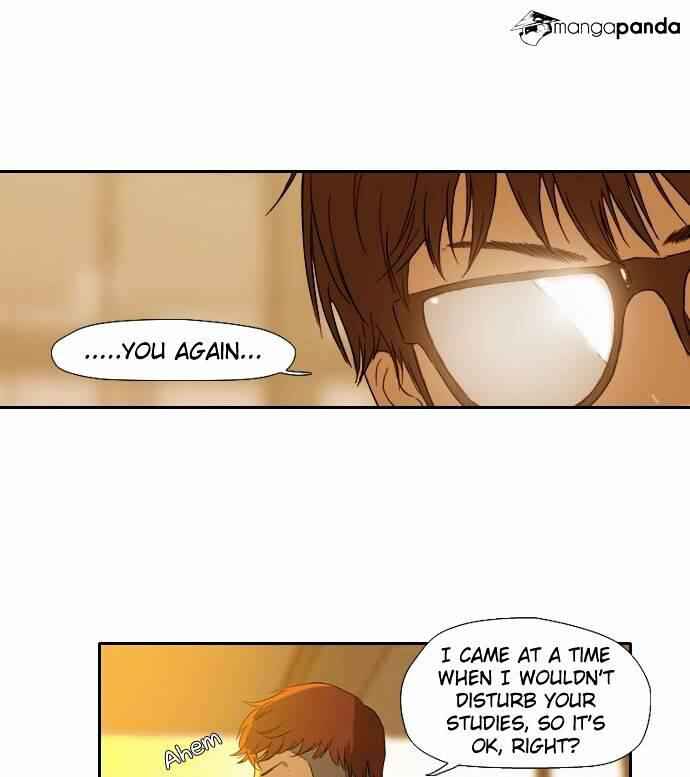 mangapanda
.....YOU AGAIN...
I CAME AT A TIME
WHEN I WOULDN'T
DISTURB YOUR
STUDIES, SO IT'S
OK, RIGHT?
Ahem